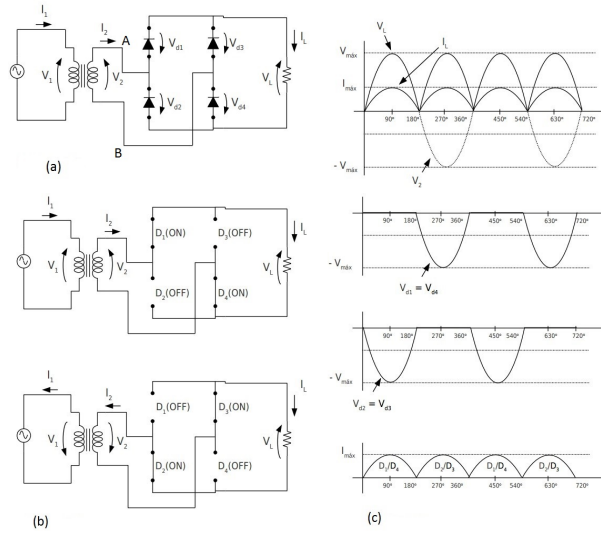 I1
I2
A
Vd1
Vd3
IL
V1
V2
Vd2
Vd4
VL
B
(a)
I1
I2
D1(ON)
D3(OFF)
IL
V1
V2
VL
D2(OFF)
D4(ON)
I1
I2
D1(OFF)
D3(ON)
IL
V1
V2
VL
D2(ON)
D4(OFF)
(b)
VL
IL
Vmáx
Imáx
90° 180° 270° 360° 450° 540° 630° 720°
- Vmáx
V2
90° 180° 270° 360° 450° 540° 630° 720°
- Vmáx
Vd1 = Vd4
90° 180° 270° 360° 450° 540° 630° 720°
- Vmáx
Vd2 = Vd3
Imáx
D1/D4 D2/D3 D1/D4 D2/D3
90° 180° 270° 360° 450° 540° 630° 720°
(c)